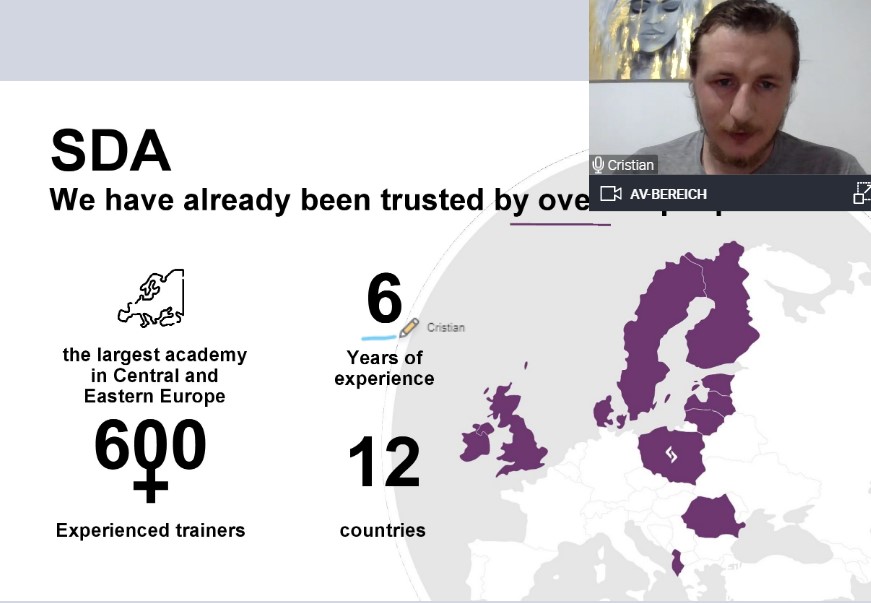 SDA
We have already been trusted by ove
Cristian
AV-BEREICH
the largest academy
in Central and
Eastern Europe
6
Cristian
Years of
experience
600
Experienced trainers
12
countries